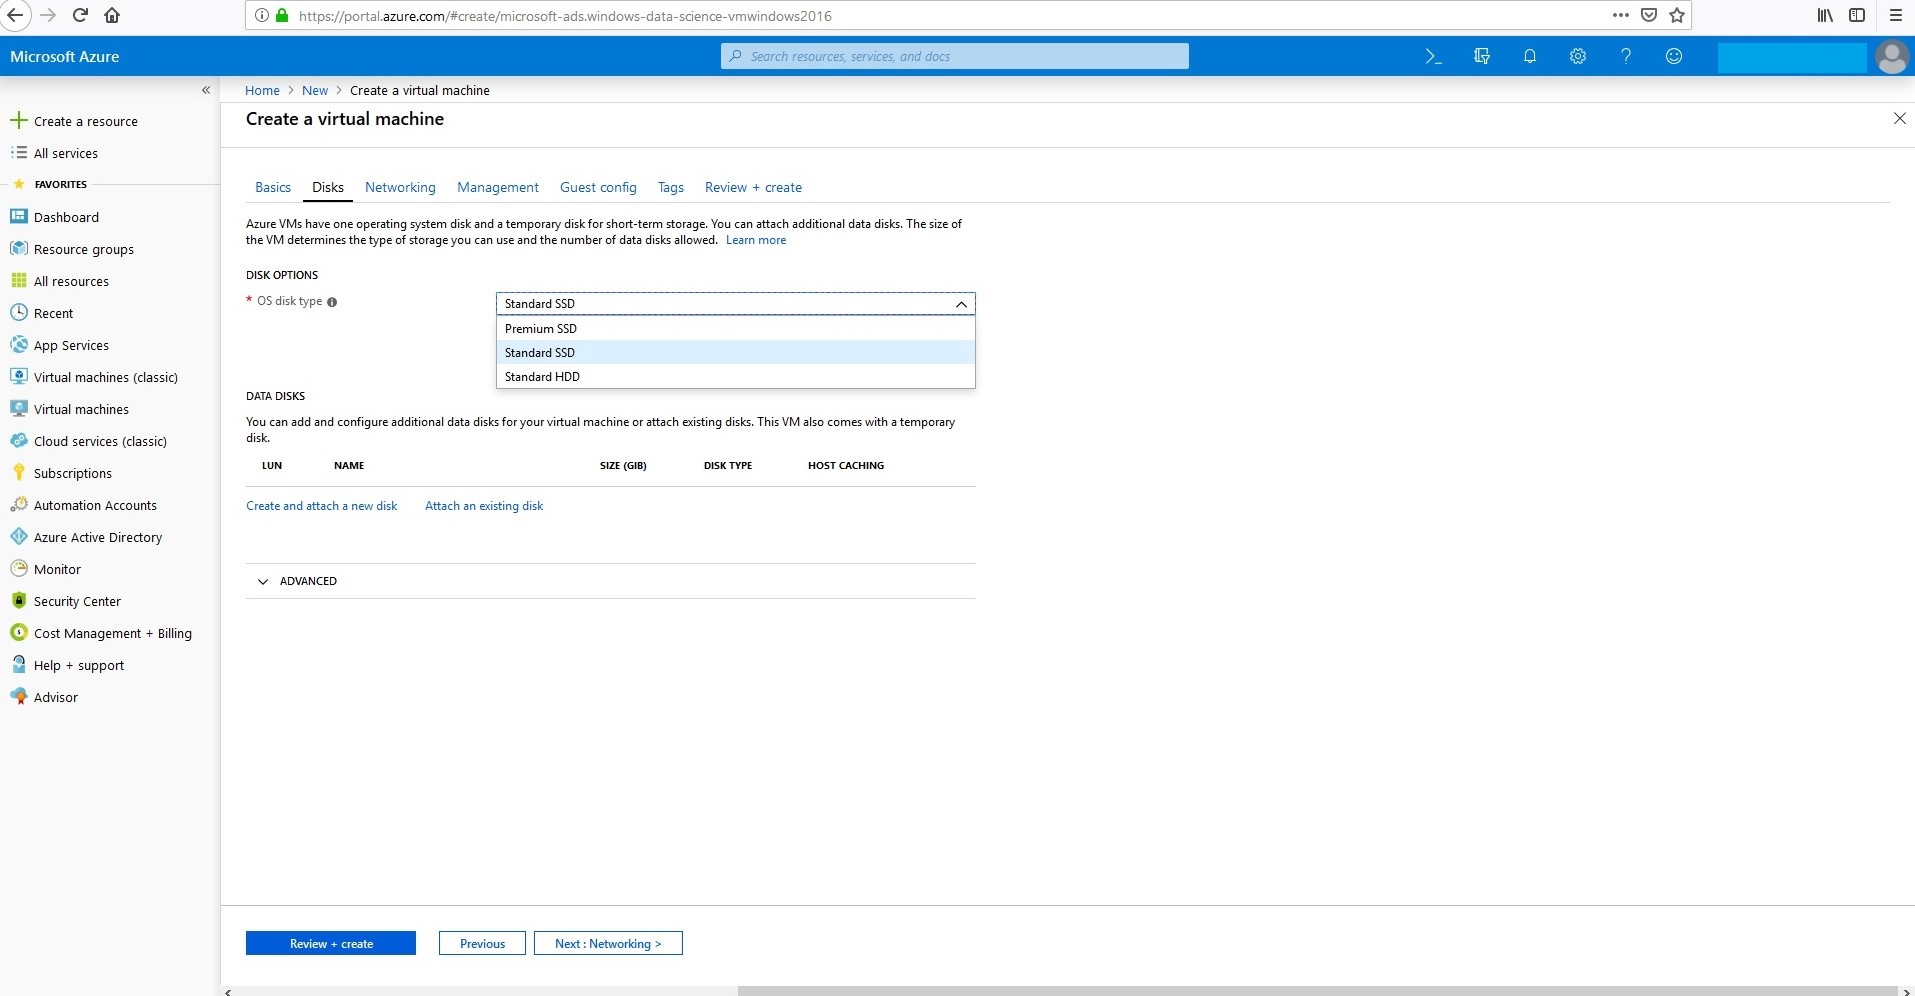 https://portal.azure.com/#create/microsoft-ads.windows-data-science-vmwindows2016
Microsoft Azure
Search resources, services, and docs
Home > New > Create a virtual machine
Create a virtual machine
Create a resource
All services
FAVORITES
Dashboard
Resource groups
All resources
Recent
App Services
Virtual machines (classic)
Virtual machines
Cloud services (classic)
Subscriptions
Automation Accounts
Azure Active Directory
Monitor
Security Center
Cost Management + Billing
Help + support
Advisor
Basics Disks Networking Management Guest config Tags Review + create
Azure VMs have one operating system disk and a temporary disk for short-term storage. You can attach additional data disks. The size of
the VM determines the type of storage you can use and the number of data disks allowed. Learn more
DISK OPTIONS
* OS disk type
Standard SSD
Premium SSD
Standard SSD
Standard HDD
DATA DISKS
You can add and configure additional data disks for your virtual machine or attach existing disks. This VM also comes with a temporary
disk.
LUN NAME SIZE (GIB) DISK TYPE HOST CACHING
Create and attach a new disk Attach an existing disk
ADVANCED
Review + create Previous Next : Networking >